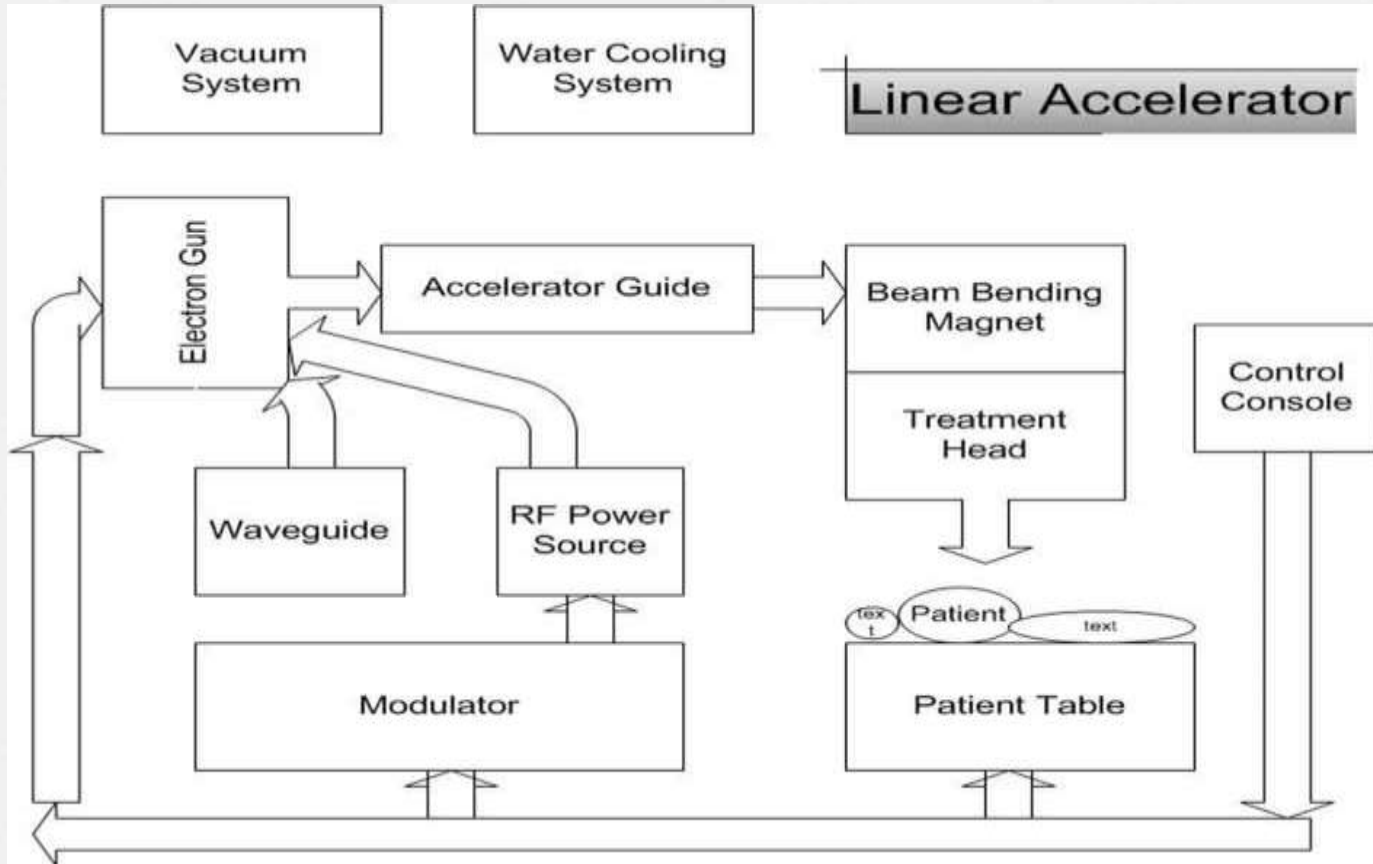 Vacuum
System
Water Cooling
System
Linear Accelerator
Electron Gun
Accelerator Guide
Beam Bending
Magnet
Control
Console
Treatment
Head
Waveguide
RF Power
Source
tex
t
Patient
text
Modulator
Patient Table